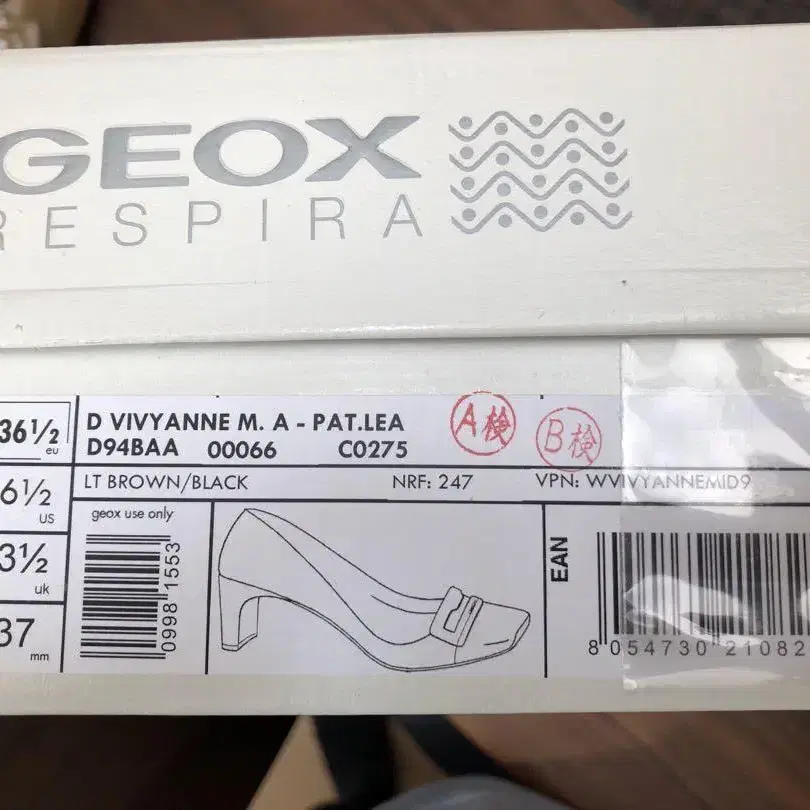 GEOX
RESPIRA
36½
eu
D VIVYANNE M. A - PAT.LEA
D94BAA 00066 C0275
A検
B検
6½
US
LT BROWN/BLACK NRF: 247 VPN: WVIVYANNEMID9
3½
uk
37
mm
geox use only
0998 1553
EAN
8 054730 21082